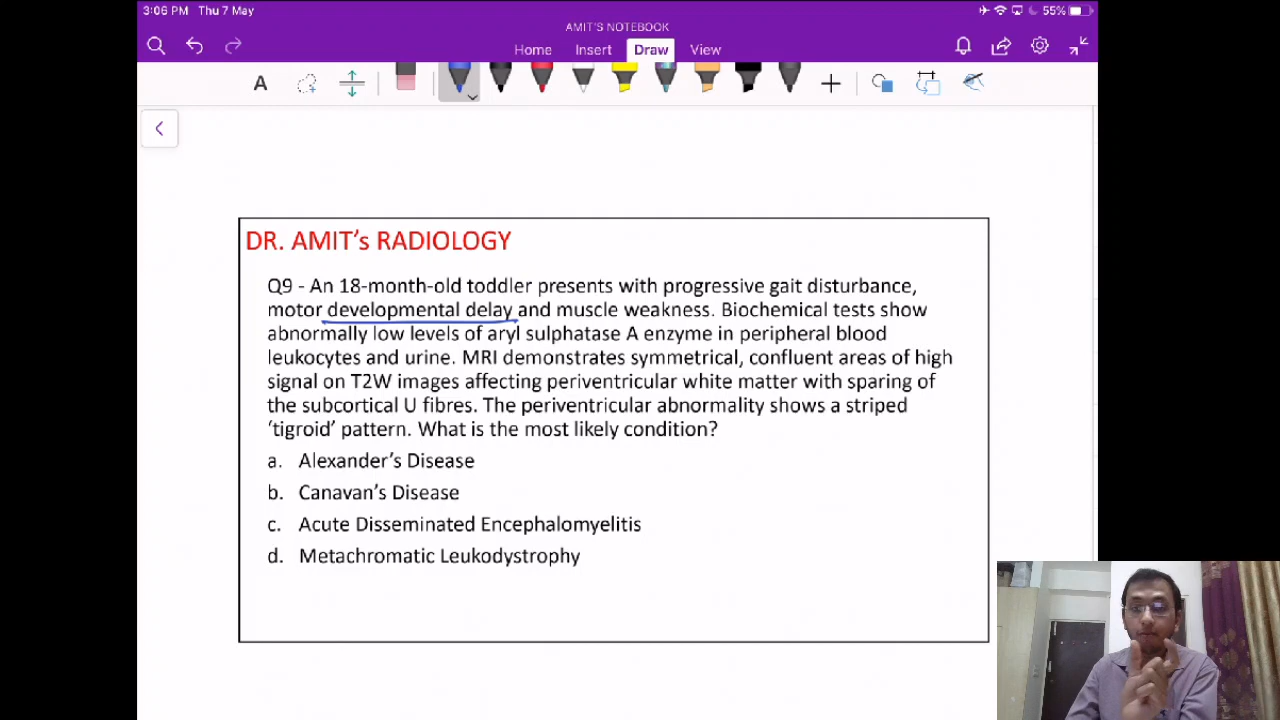 3:06 PM Thu 7 May
55%
AMIT'S NOTEBOOK
Home Insert Draw View
A
DR. AMIT's RADIOLOGY
Q9 - An 18-month-old toddler presents with progressive gait disturbance,
motor developmental delay and muscle weakness. Biochemical tests show
abnormally low levels of aryl sulphatase A enzyme in peripheral blood
leukocytes and urine. MRI demonstrates symmetrical, confluent areas of high
signal on T2W images affecting periventricular white matter with sparing of
the subcortical U fibres. The periventricular abnormality shows a striped
‘tigroid’ pattern. What is the most likely condition?
a. Alexander’s Disease
b. Canavan’s Disease
c. Acute Disseminated Encephalomyelitis
d. Metachromatic Leukodystrophy